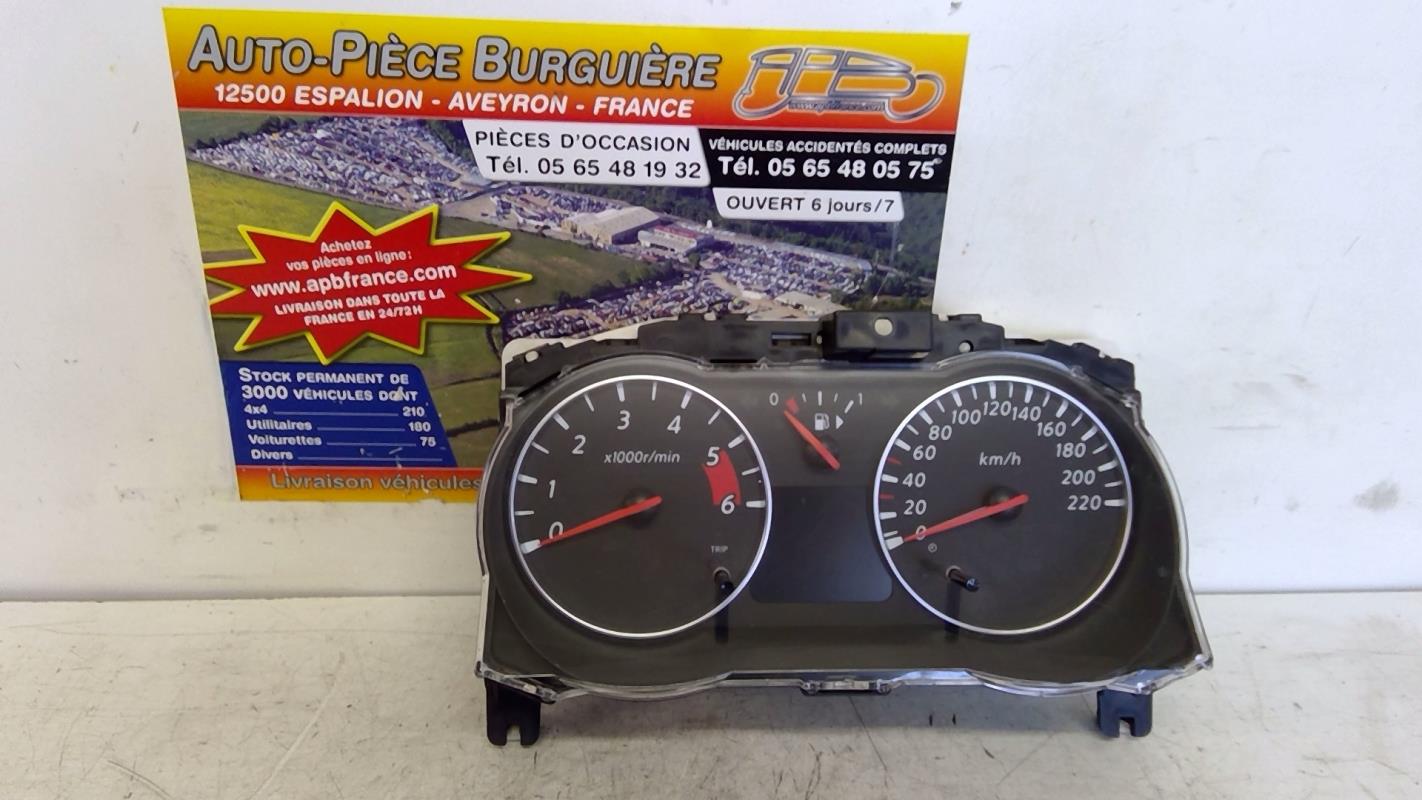 AUTO-PIÈCE BURGUIÈRE
APB
12500 ESPALION - AVEYRON - FRANCE
PIÈCES D'OCCASION
Tél. 05 65 48 19 32
VÉHICULES ACCIDENTÉS COMPLETS
Tél. 05 65 48 05 75
OUVERT 6 jours/7
Achetez
vos pièces en ligne:
www.apbfrance.com
LIVRAISON DANS TOUTE LA
FRANCE EN 24/72H
STOCK PERMANENT DE
3000 VÉHICULES DONT
4x4 210
Utilitaires 180
Voiturettes 75
Divers
Livraison véhicules
0 1 2 3 4 5 6
x1000r/min
TRIP
0 1
0 20 40 60 80 100 120 140 160 180 200 220
km/h